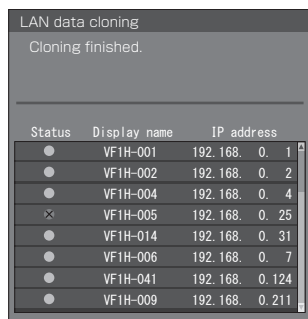 LAN data cloning
Cloning finished.
Status Display name IP address
VF1H-001 192.168. 0. 1
VF1H-002 192.168. 0. 2
VF1H-004 192.168. 0. 4
VF1H-005 192.168. 0. 25
VF1H-014 192.168. 0. 31
VF1H-006 192.168. 0. 7
VF1H-041 192.168. 0.124
VF1H-009 192.168. 0.211